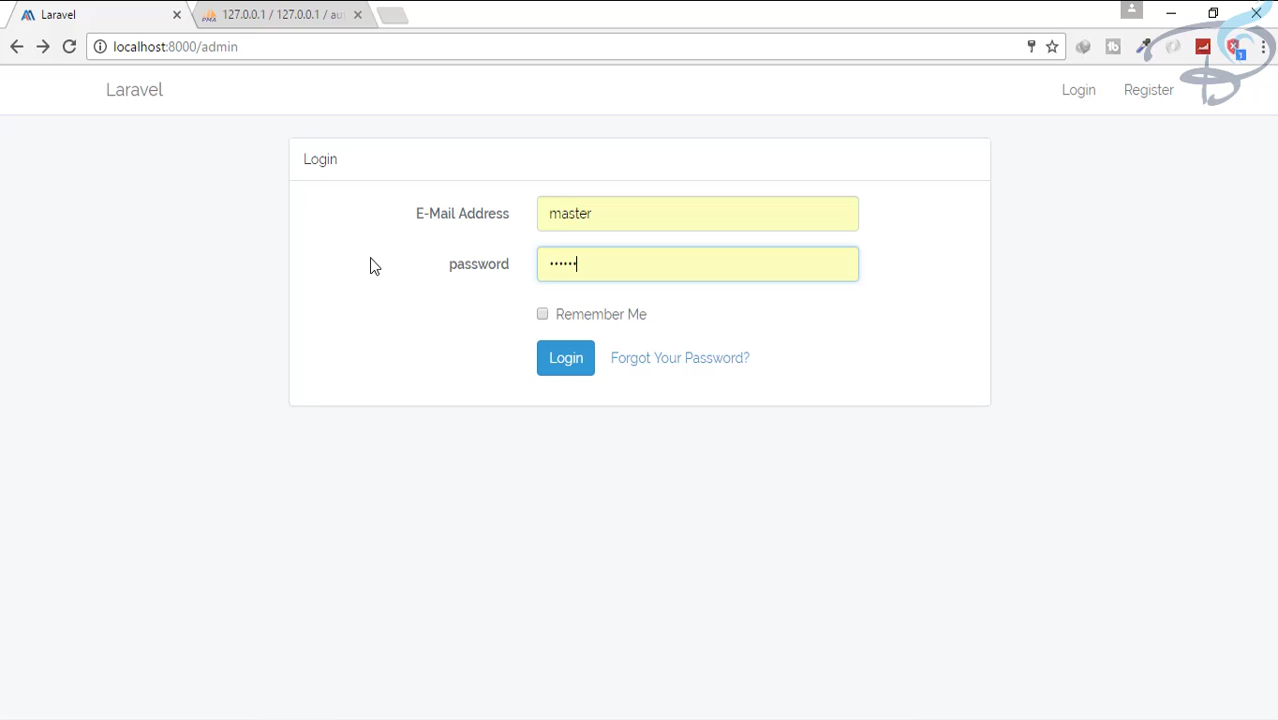 Laravel
127.0.0.1 / 127.0.0.1 / au
localhost:8000/admin
Laravel
Login
Register
Login
E-Mail Address
master
password
••••••
Remember Me
Login
Forgot Your Password?